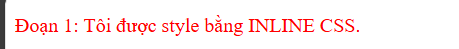 Đoạn 1: Tôi được style bằng INLINE CSS.